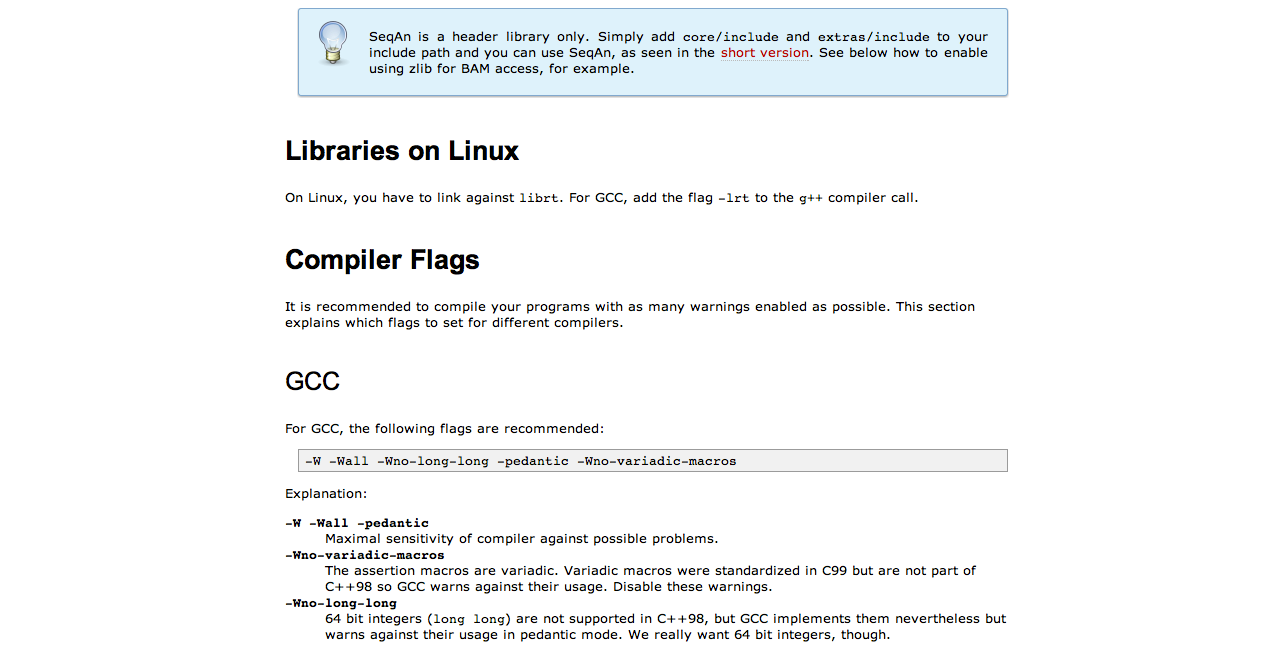 SeqAn is a header library only. Simply add core/include and extras/include to your
include path and you can use SeqAn, as seen in the short version. See below how to enable
using zlib for BAM access, for example.
Libraries on Linux
On Linux, you have to link against librt. For GCC, add the flag -lrt to the g++ compiler call.
Compiler Flags
It is recommended to compile your programs with as many warnings enabled as possible. This section
explains which flags to set for different compilers.
GCC
For GCC, the following flags are recommended:
-W -Wall -Wno-long-long -pedantic -Wno-variadic-macros
Explanation:
-W -Wall -pedantic
Maximal sensitivity of compiler against possible problems.
-Wno-variadic-macros
The assertion macros are variadic. Variadic macros were standardized in C99 but are not part of
C++98 so GCC warns against their usage. Disable these warnings.
-Wno-long-long
64 bit integers (long long) are not supported in C++98, but GCC implements them nevertheless but
warns against their usage in pedantic mode. We really want 64 bit integers, though.